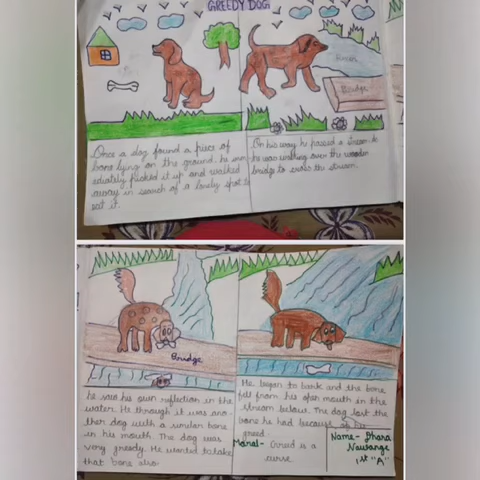 GREEDY DOG
River
Bridge
Once a dog found a piece of
bone lying on the ground. he imm
ediately picked it up and walked
away in search of a lonely spot to
eat it.
On his way he passed a stream &
he was walking over the wooden
bridge to cross the stream.
Bridge
he saw his own reflection in the
water. He through it was ano-
ther dog with a similar bone
in his mouth. The dog was
very greedy. He wanted to take
that bone also
He began to bark and the bone
fell from his open mouth in the
stream below. The dog lost the
bone he had because of his
greed.
Moral- Greed is a
curse.
Name- Dhara
Nawange
1st "A"